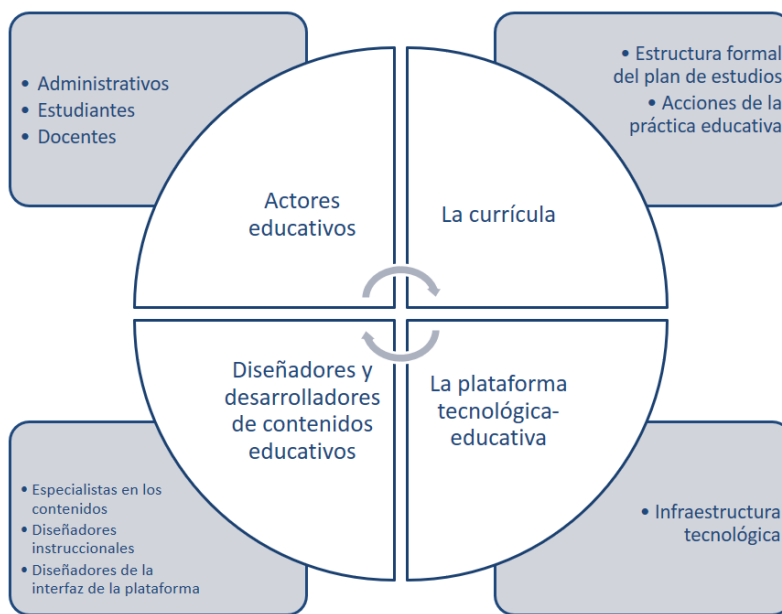 • Administrativos
• Estudiantes
• Docentes
Actores
educativos
• Estructura formal
del plan de estudios
• Acciones de la
práctica educativa
La currícula
Diseñadores y
desarrolladores
de contenidos
educativos
• Especialistas en los
contenidos
• Diseñadores
instruccionales
• Diseñadores de la
interfaz de la plataforma
La plataforma
tecnológica-
educativa
• Infraestructura
tecnológica